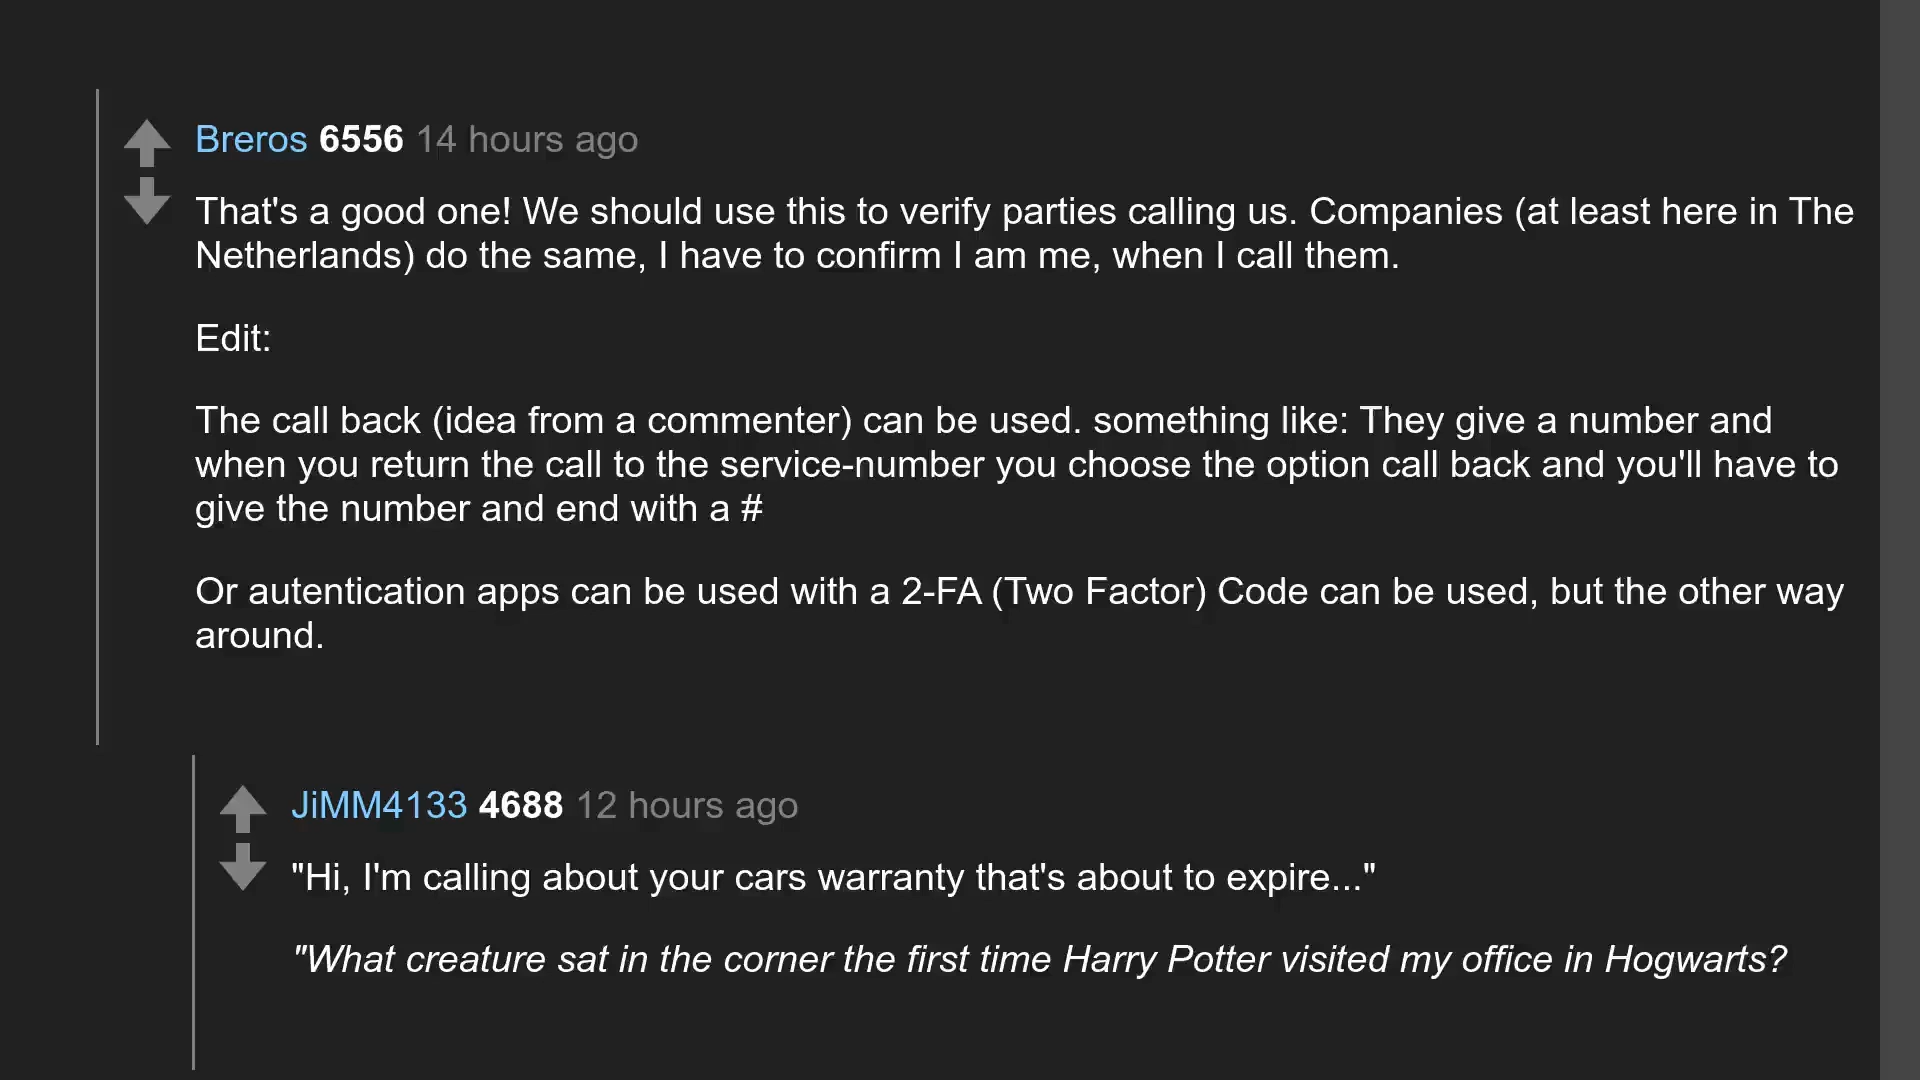 Breros 6556 14 hours ago
That's a good one! We should use this to verify parties calling us. Companies (at least here in The
Netherlands) do the same, I have to confirm I am me, when I call them.
Edit:
The call back (idea from a commenter) can be used. something like: They give a number and
when you return the call to the service-number you choose the option call back and you'll have to
give the number and end with a #
Or autentication apps can be used with a 2-FA (Two Factor) Code can be used, but the other way
around.
JiMM4133 4688 12 hours ago
"Hi, I'm calling about your cars warranty that's about to expire..."
"What creature sat in the corner the first time Harry Potter visited my office in Hogwarts?